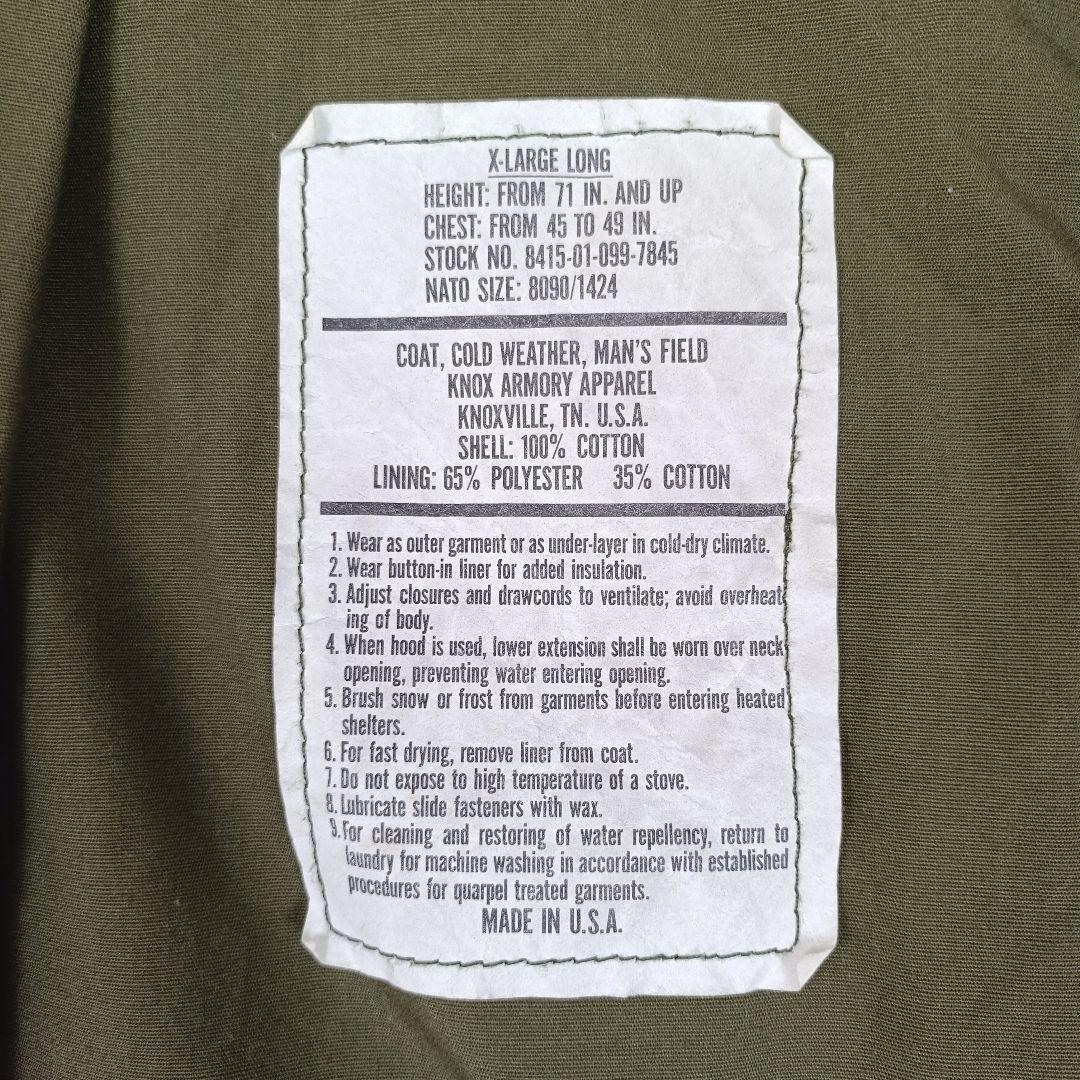 X-LARGE LONG
HEIGHT: FROM 71 IN. AND UP
CHEST: FROM 45 TO 49 IN.
STOCK NO. 8415-01-099-7845
NATO SIZE: 8090/1424
COAT, COLD WEATHER, MAN'S FIELD
KNOX ARMORY APPAREL
KNOXVILLE, TN. U.S.A.
SHELL: 100% COTTON
LINING: 65% POLYESTER 35% COTTON
1. Wear as outer garment or as under-layer in cold-dry climate.
2. Wear button-in liner for added insulation.
3. Adjust closures and drawcords to ventilate; avoid overheat
ing of body.
4. When hood is used, lower extension shall be worn over neck
opening, preventing water entering opening.
5. Brush snow or frost from garments before entering heated
shelters.
6. For fast drying, remove liner from coat.
7. Do not expose to high temperature of a stove.
8. Lubricate slide fasteners with wax.
9. For cleaning and restoring of water repellency, return to
laundry for machine washing in accordance with established
procedures for quarpel treated garments.
MADE IN U.S.A.